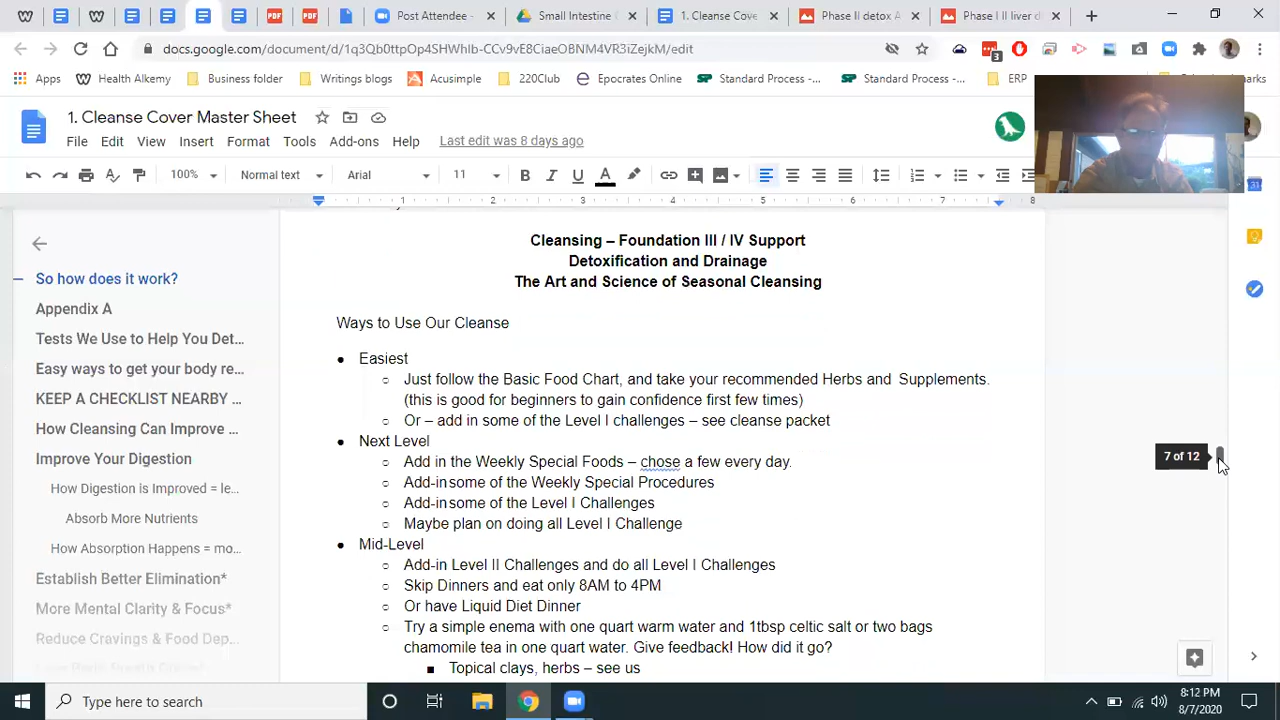 Post Attendee -
Small Intestine
1. Cleanse Cove
Phase II detox a
Phase I II liver d
docs.google.com/document/d/1q3Qb0ttpOp4SHWhIb-CCv9vE8CiaeOBNM4VR3iZejkM/edit
3
Apps
Health Alkemy
Business folder
Writings blogs
Acusimple
220Club
Epocrates Online
Standard Process -
Standard Process -
ERP
kmarks
1. Cleanse Cover Master Sheet
File Edit View Insert Format Tools Add-ons Help
Last edit was 8 days ago
100% Normal text Arial 11
1 2 3 4 5 6 7 8
31
So how does it work?
Appendix A
Tests We Use to Help You Det...
Easy ways to get your body re...
KEEP A CHECKLIST NEARBY ...
How Cleansing Can Improve ...
Improve Your Digestion
How Digestion is Improved = le...
Absorb More Nutrients
How Absorption Happens = mo...
Establish Better Elimination*
More Mental Clarity & Focus*
Reduce Cravings & Food Dep...
Cleansing – Foundation III / IV Support
Detoxification and Drainage
The Art and Science of Seasonal Cleansing
Ways to Use Our Cleanse
● Easiest
○ Just follow the Basic Food Chart, and take your recommended Herbs and Supplements.
(this is good for beginners to gain confidence first few times)
○ Or – add in some of the Level I challenges – see cleanse packet
● Next Level
○ Add in the Weekly Special Foods – chose a few every day.
○ Add-in some of the Weekly Special Procedures
○ Add-in some of the Level I Challenges
○ Maybe plan on doing all Level I Challenge
● Mid-Level
○ Add-in Level II Challenges and do all Level I Challenges
○ Skip Dinners and eat only 8AM to 4PM
○ Or have Liquid Diet Dinner
○ Try a simple enema with one quart warm water and 1tbsp celtic salt or two bags
chamomile tea in one quart water. Give feedback! How did it go?
■ Topical clays, herbs – see us
7 of 12
Type here to search
8:12 PM
8/7/2020